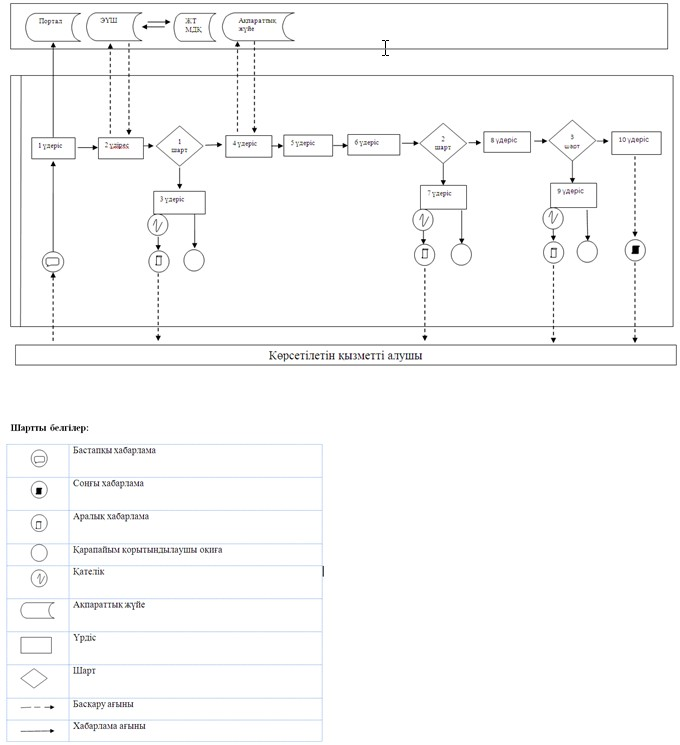 Портал
ЭҮШ
ЖТ
МДҚ
Ақпараттық
жүйе
1 үдеріс
2 үдірес
1
шарт
4 үдеріс
5 үдеріс
6 үдеріс
2
шарт
8 үдеріс
3
шарт
10 үдеріс
3 үдеріс
7 үдеріс
9 үдеріс
Көрсетілетін қызметті алушы
Шартты белгілер:
Бастапқы хабарлама
Соңғы хабарлама
Аралық хабарлама
Қарапайым қорытындылаушы оқиға
Қателік
Ақпараттық жүйе
Үрдіс
Шарт
Басқару ағыны
Хабарлама ағыны